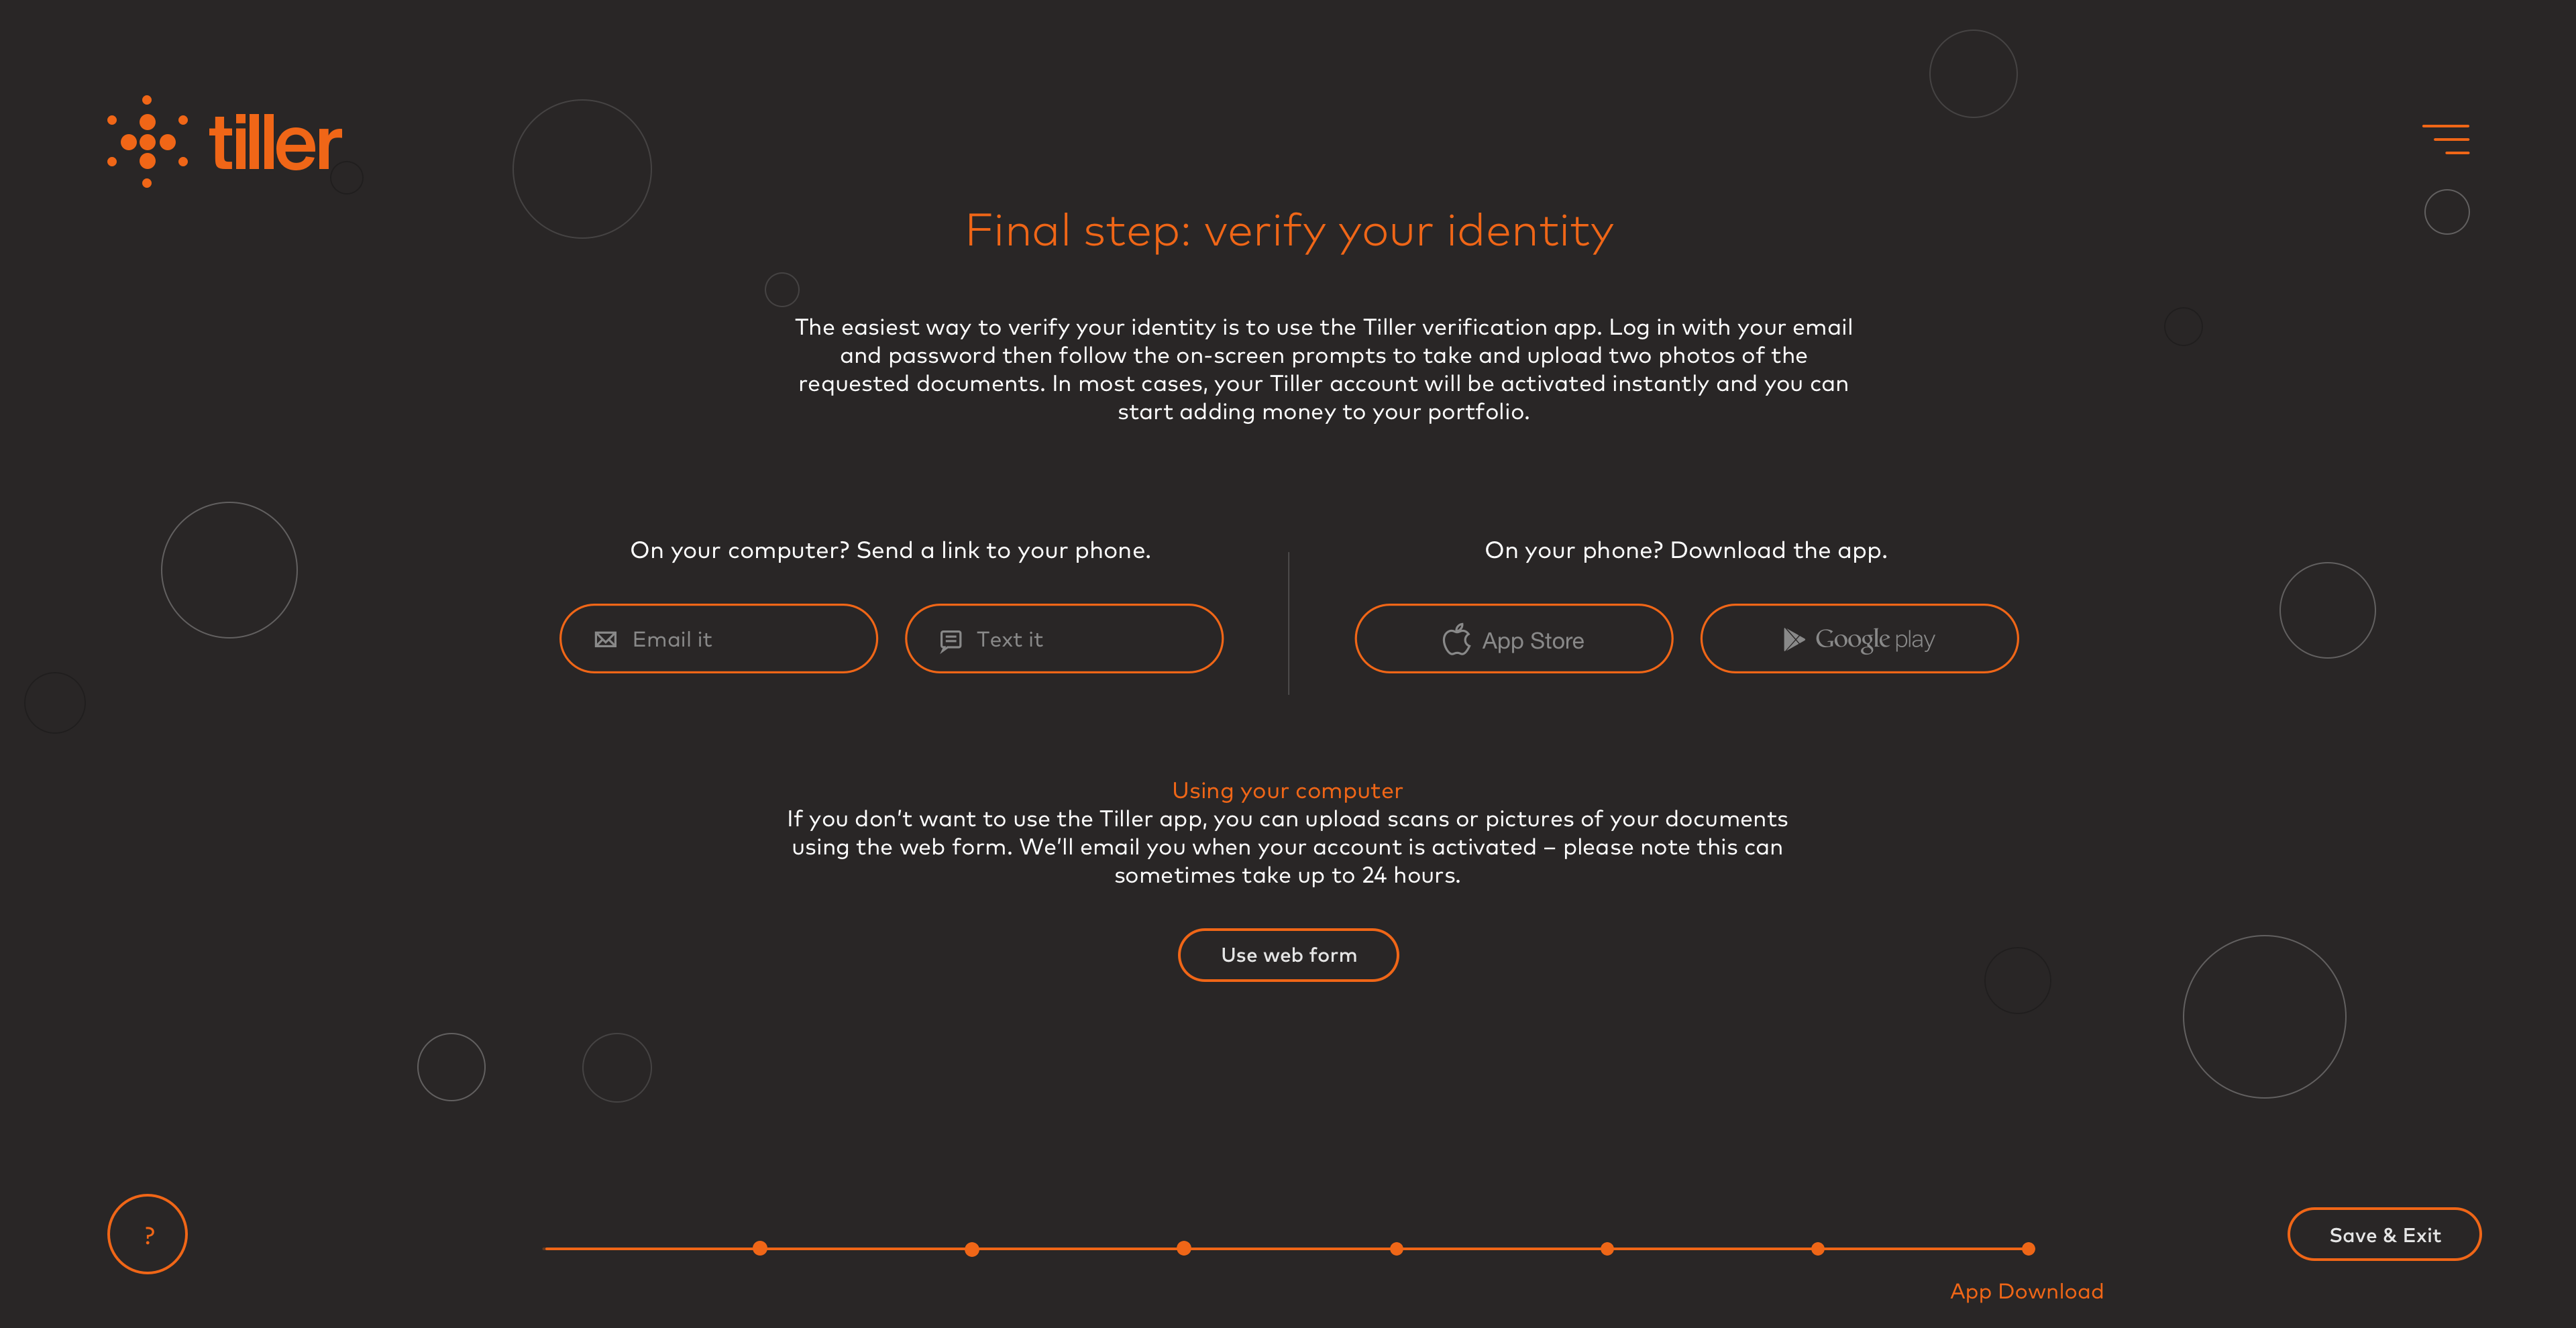 tiller
Final step: verify your identity
The easiest way to verify your identity is to use the Tiller verification app. Log in with your email
and password then follow the on-screen prompts to take and upload two photos of the
requested documents. In most cases, your Tiller account will be activated instantly and you can
start adding money to your portfolio.
On your computer? Send a link to your phone.
On your phone? Download the app.
Email it
Text it
App Store
Google play
Using your computer
If you don’t want to use the Tiller app, you can upload scans or pictures of your documents
using the web form. We’ll email you when your account is activated – please note this can
sometimes take up to 24 hours.
Use web form
?
Save & Exit
App Download